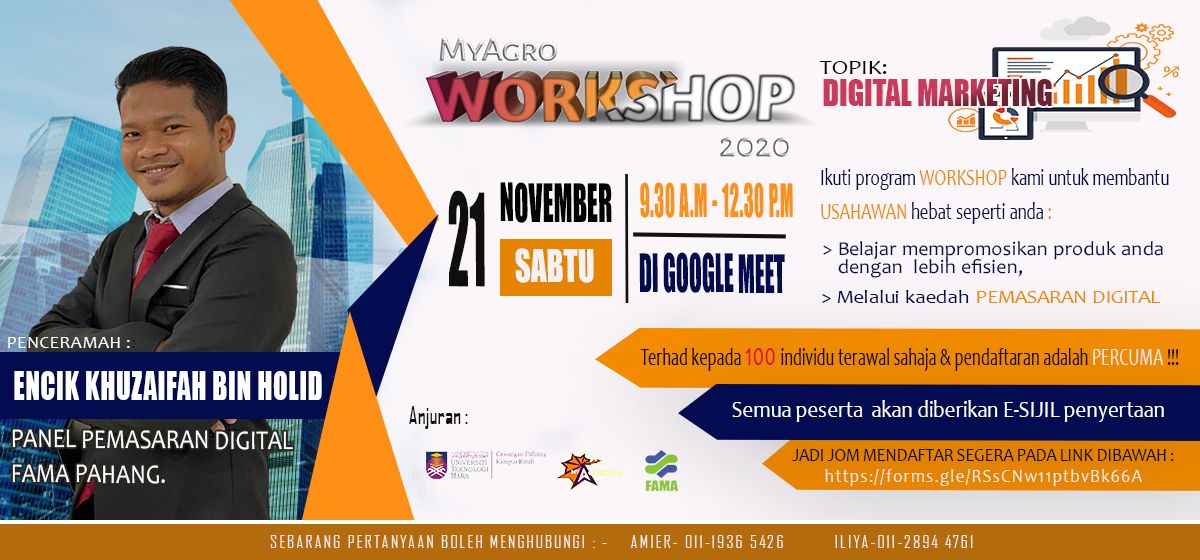 PENCERAMAH :
ENCIK KHUZAIFAH BIN HOLID
PANEL PEMASARAN DIGITAL
FAMA PAHANG.
MYAGRO
WORKSHOP
2020
21
NOVEMBER
SABTU
9.30 A.M - 12.30 P.M
DI GOOGLE MEET
TOPIK:
DIGITAL MARKETING
Ikuti program WORKSHOP kami untuk membantu
USAHAWAN hebat seperti anda :
> Belajar mempromosikan produk anda
dengan lebih efisien,
> Melalui kaedah PEMASARAN DIGITAL
Terhad kepada 100 individu terawal sahaja & pendaftaran adalah PERCUMA !!!
Semua peserta akan diberikan E-SIJIL penyertaan
JADI JOM MENDAFTAR SEGERA PADA LINK DIBAWAH :
https://forms.gle/RSsCNw11ptbvBk66A
Anjuran :
UNIVERSITI
TEKNOLOGI
MARA
Cawangan Pahang
Kampus Raub
FAMA
SEBARANG PERTANYAAN BOLEH MENGHUBUNGI : - AMIER- 011-1936 5426 ILIYA-011-2894 4761